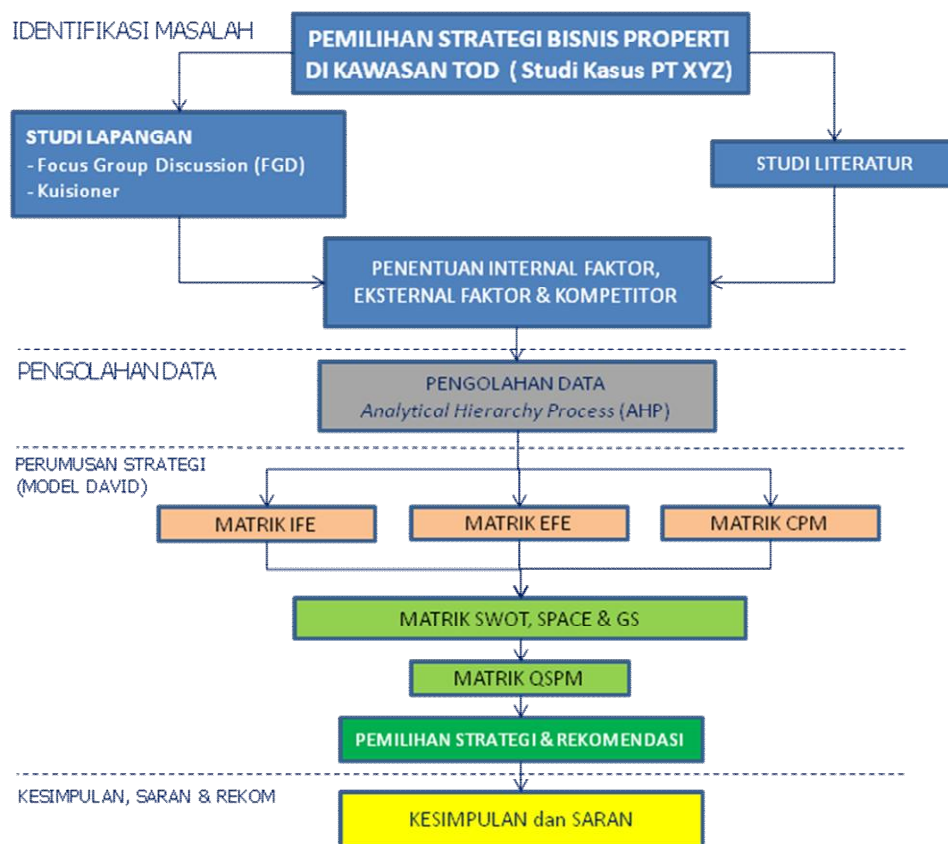 IDENTIFIKASI MASALAH
PEMILIHAN STRATEGI BISNIS PROPERTI
DI KAWASAN TOD ( Studi Kasus PT XYZ)
STUDI LAPANGAN
- Focus Group Discussion (FGD)
- Kuisioner
STUDI LITERATUR
PENENTUAN INTERNAL FAKTOR,
EKSTERNAL FAKTOR & KOMPETITOR
PENGOLAHAN DATA
PENGOLAHAN DATA
Analytical Hierarchy Process (AHP)
PERUMUSAN STRATEGI
(MODEL DAVID)
MATRIK IFE
MATRIK EFE
MATRIK CPM
MATRIK SWOT, SPACE & GS
MATRIK QSPM
PEMILIHAN STRATEGI & REKOMENDASI
KESIMPULAN, SARAN & REKOM
KESIMPULAN dan SARAN